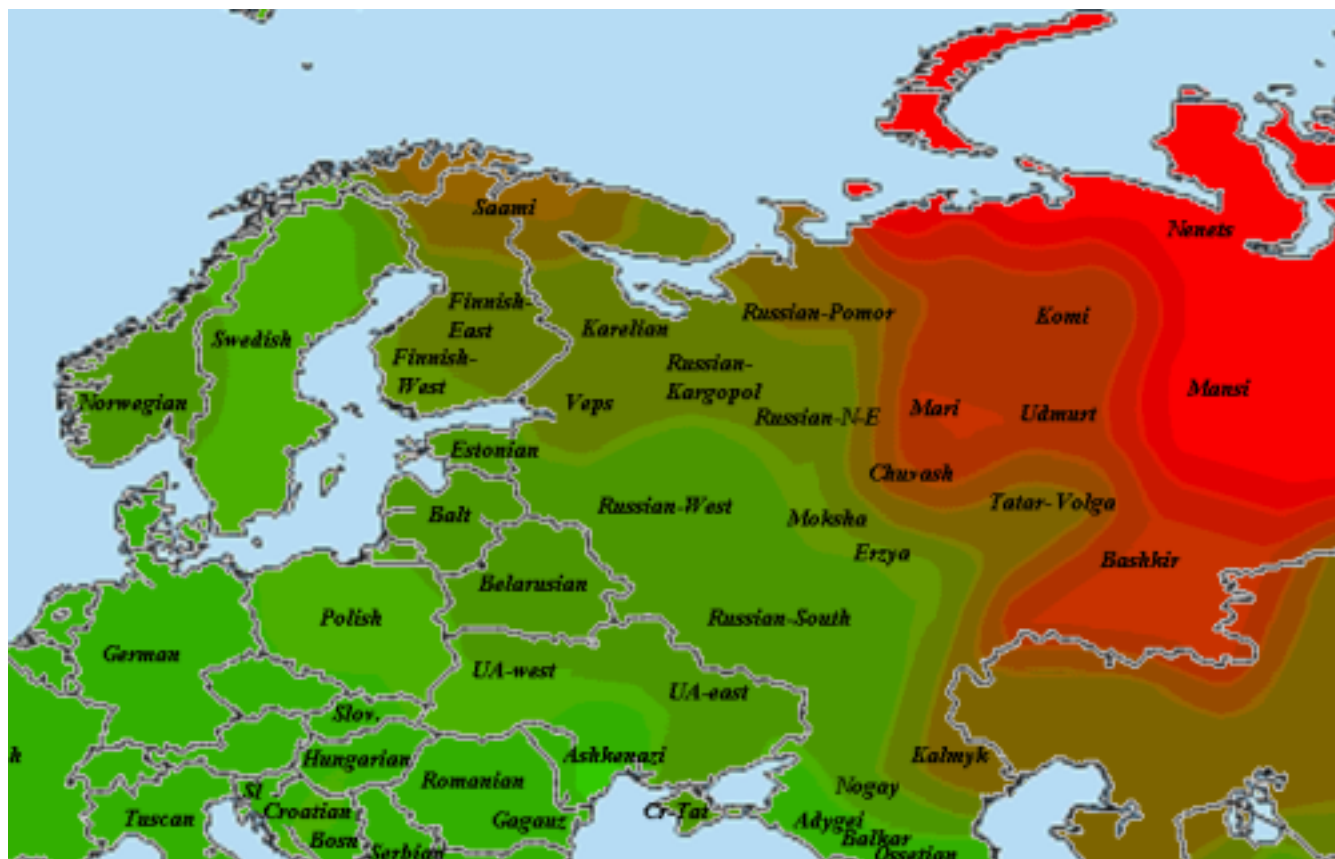 Saami
Nenets
Finnish-
East
Karelian
Russian-Pomor
Komi
Swedish
Finnish-
West
Russian-
Kargopol
Norwegian
Veps
Russian-N-E
Mari
Udmurt
Mansi
Estonian
Chuvash
Balt
Russian-West
Moksha
Tatar-Volga
Erzya
Bashkir
Belarusian
Polish
Russian-South
German
UA-west
UA-east
Slov.
Hungarian
Ashkenazi
Kalmyk
h
Romanian
Nogay
Sl
Croatian
Cr-Tat
Tuscan
Gagauz
Adygei
Bosn
Balkar
Serbian
Ossetian